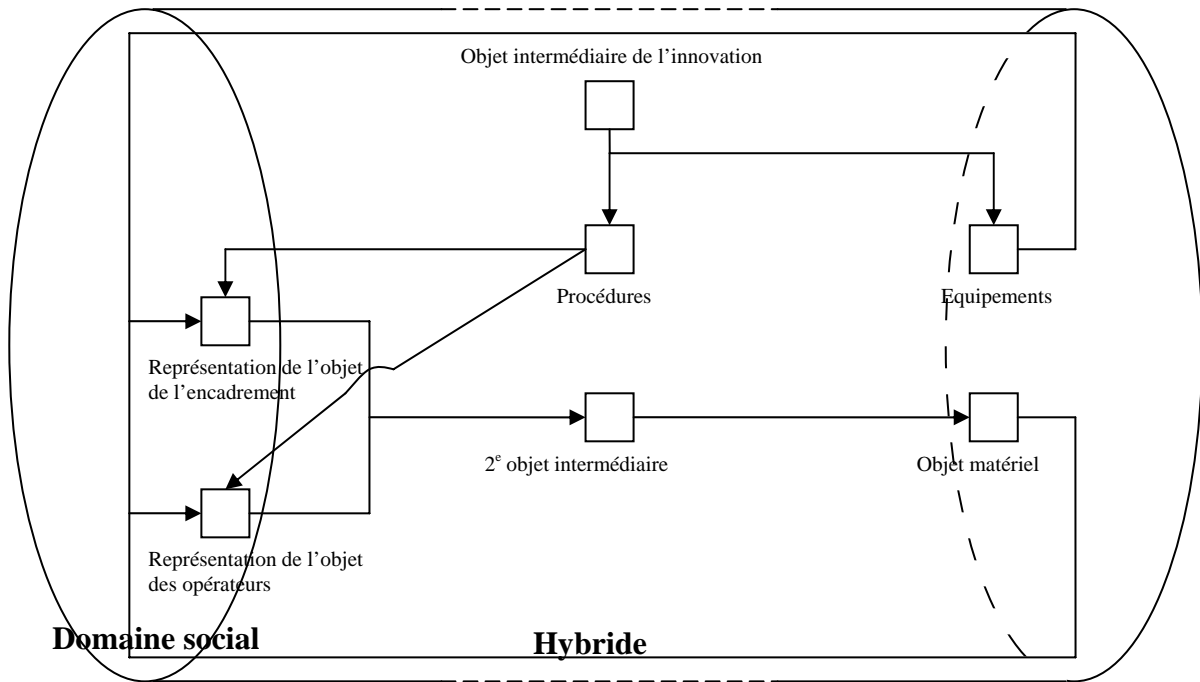 Objet intermédiaire de l’innovation
Procédures
Equipements
Représentation de l’objet
de l’encadrement
2e objet intermédiaire
Objet matériel
Représentation de l’objet
des opérateurs
Domaine social
Hybride